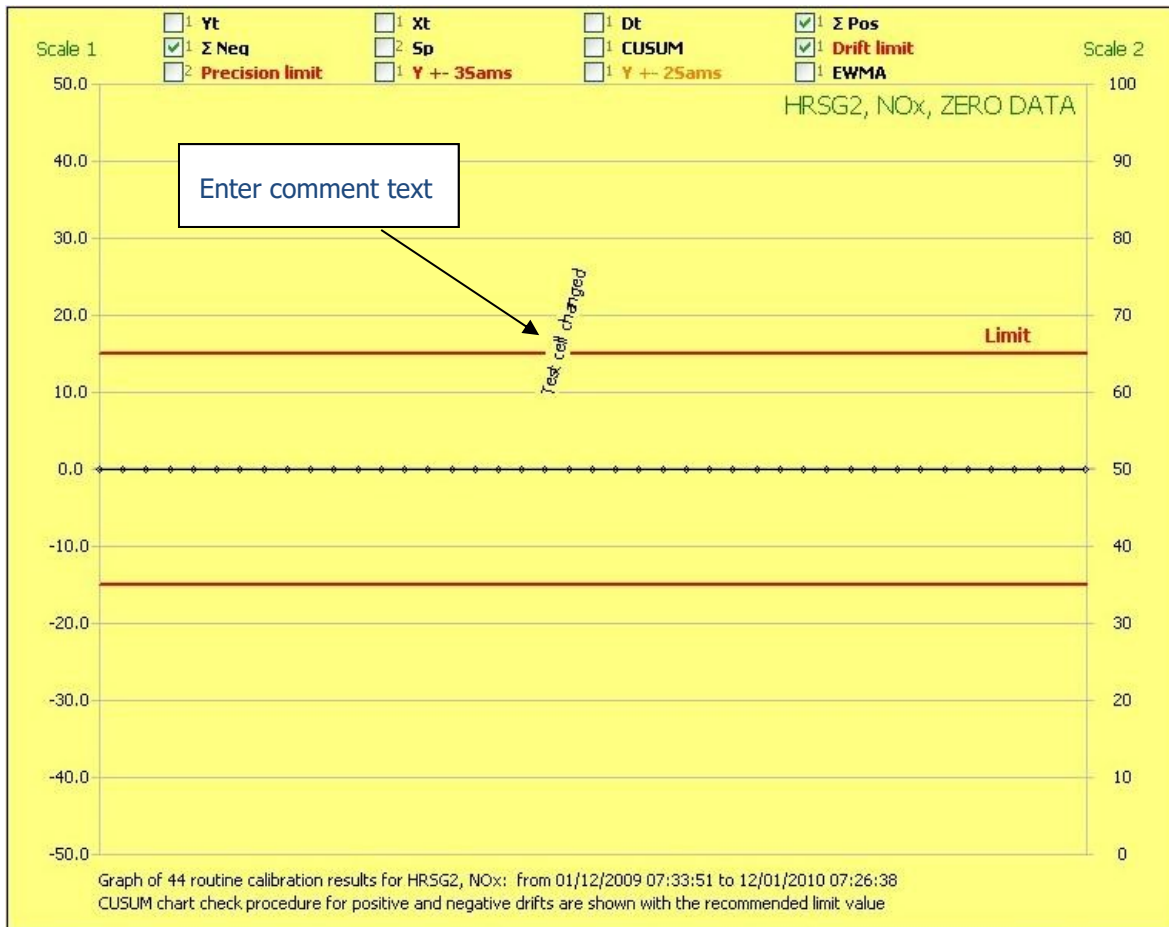 1 Yt 1 Xt 1 Dt 1 Σ Pos
Scale 1 1 Σ Neg 2 Sp 1 CUSUM 1 Drift limit Scale 2
2 Precision limit 1 Y +- 3Sams 1 Y +- 2Sams 1 EWMA
50.0 100
HRSG2, NOx, ZERO DATA
40.0 90
Enter comment text
30.0 80
Test cell changed
20.0 70
Limit
10.0 60
0.0 50
-10.0 40
-20.0 30
-30.0 20
-40.0 10
-50.0 0
Graph of 44 routine calibration results for HRSG2, NOx: from 01/12/2009 07:33:51 to 12/01/2010 07:26:38
CUSUM chart check procedure for positive and negative drifts are shown with the recommended limit value